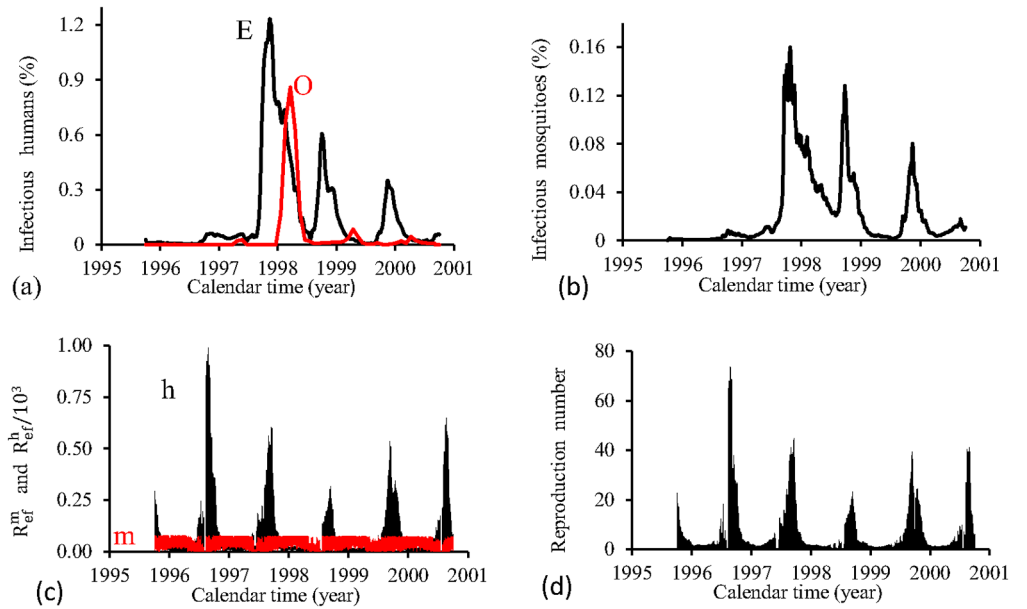 1.2
0.9
0.6
0.3
0
Infectious humans (%)
E
O
1995 1996 1997 1998 1999 2000 2001
(a)
Calendar time (year)
0.16
0.12
0.08
0.04
0
Infectious mosquitoes (%)
1995 1996 1997 1998 1999 2000 2001
(b)
Calendar time (year)
1.00
0.75
0.50
0.25
0.00
R_ef^m and R_ef^h/10³
h
m
1995 1996 1997 1998 1999 2000 2001
(c)
Calendar time (year)
80
60
40
20
0
Reproduction number
1995 1996 1997 1998 1999 2000 2001
(d)
Calendar time (year)